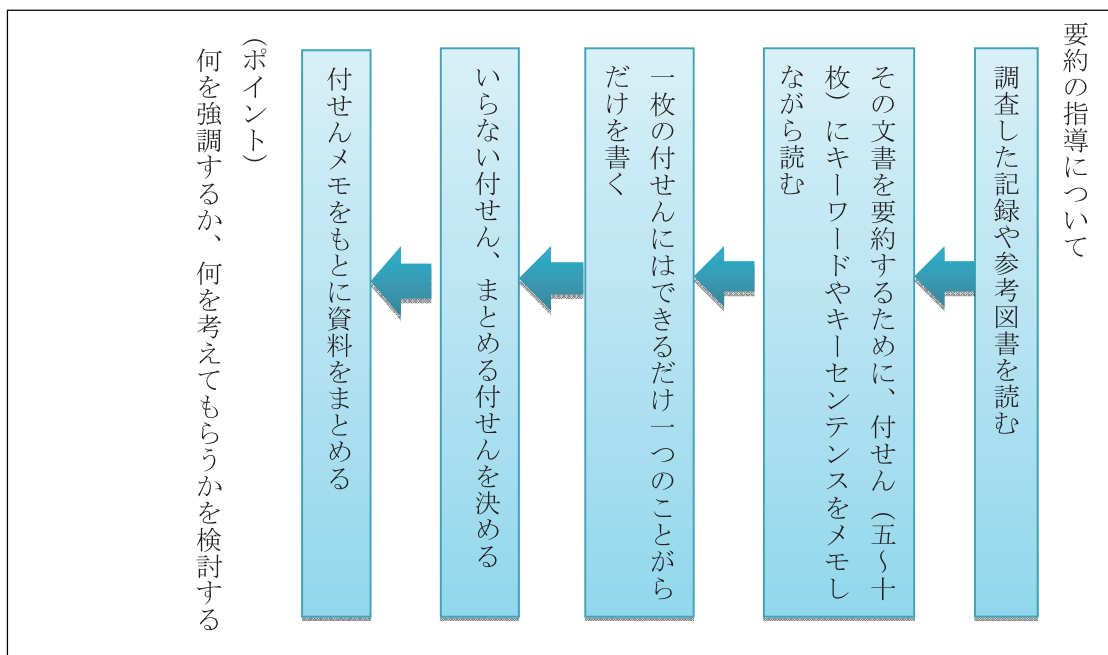 要約の指導について
調査した記録や参考図書を読む
その文書を要約するために、付せん（五～十
枚）にキーワードやキーセンテンスをメモし
ながら読む
一枚の付せんにはできるだけ一つのことがら
だけを書く
いらない付せん、まとめる付せんを決める
付せんメモをもとに資料をまとめる
（ポイント）
何を強調するか、何を考えてもらうかを検討する